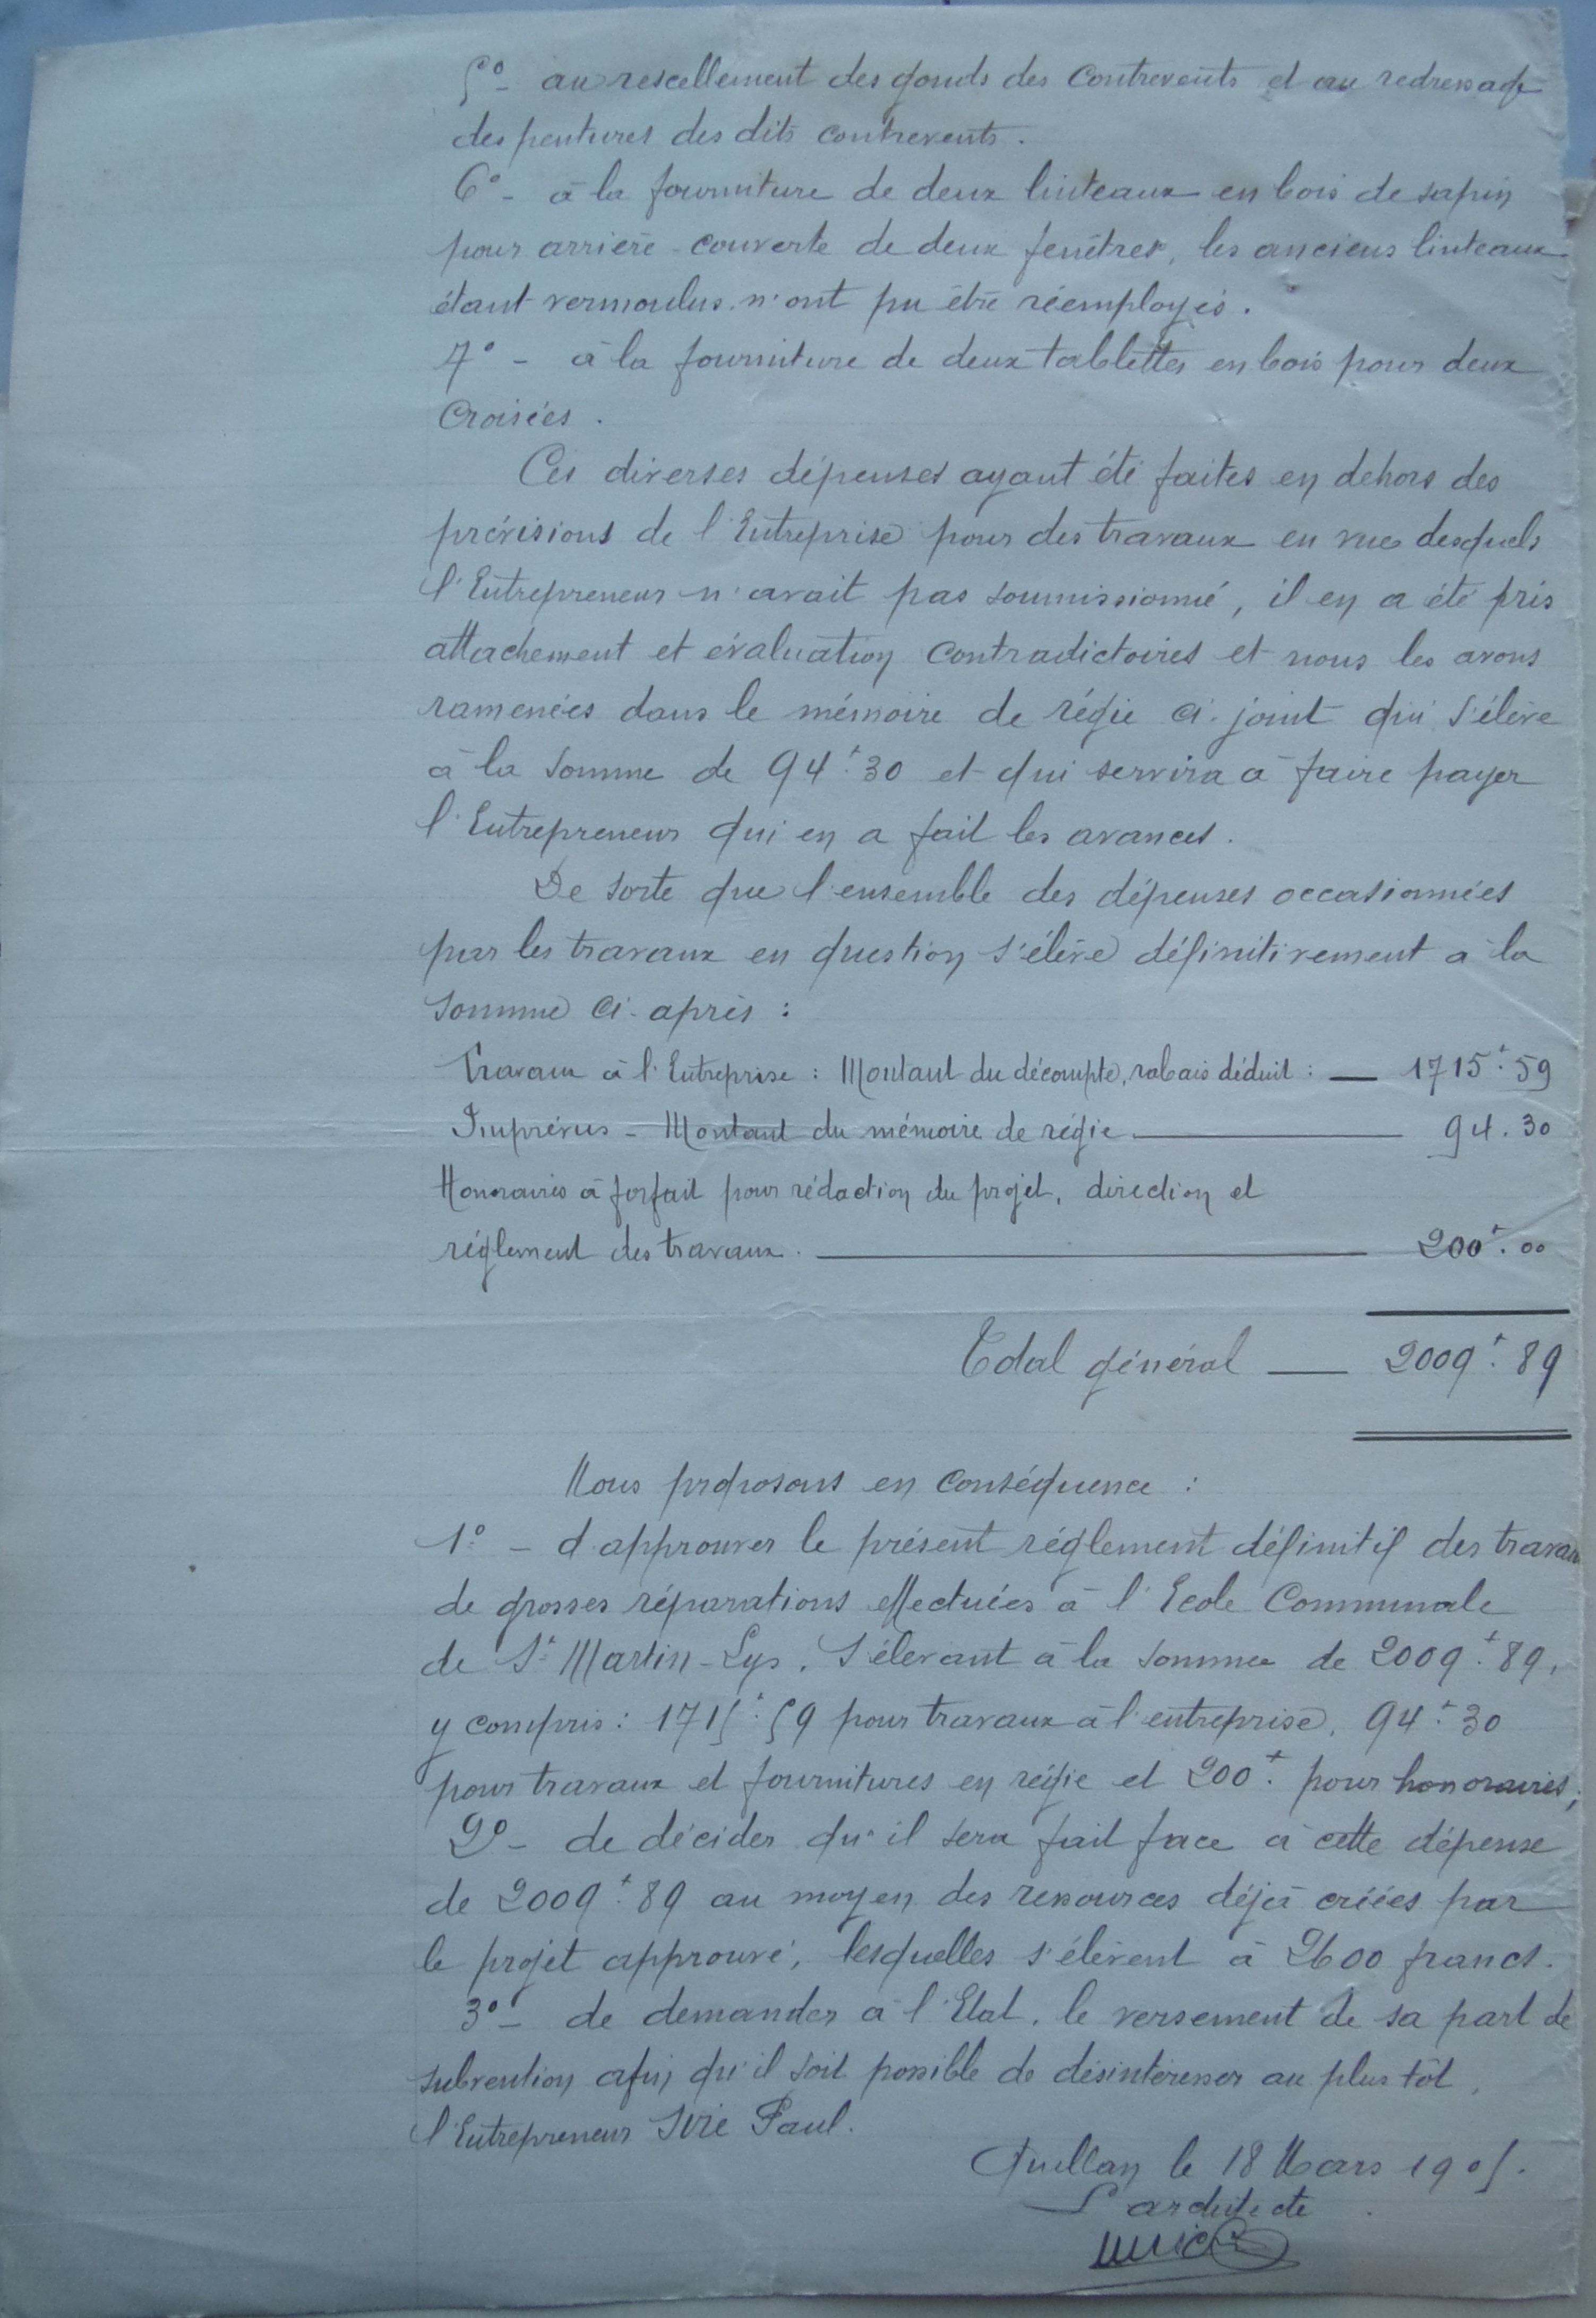 5° - au rescellement des gonds des contrevents et au redressage
des pentures des dits contrevents.
6° - à la fourniture de deux linteaux en bois de sapin
pour arrière-couverte de deux fenêtres, les anciens linteaux
étant vermoulus n'ont pu être réemployés.
7° - à la fourniture de deux tablettes en bois pour deux
croisées.
Ces diverses dépenses ayant été faites en dehors des
prévisions de l'Entreprise pour des travaux en vue desquels
l'Entrepreneur n'avait pas soumissionné, il en a été pris
attachement et évaluation contradictoires et nous les avons
ramenées dans le mémoire de régie ci-joint qui s'élève
à la somme de 94f.30 et qui servira à faire payer
l'Entrepreneur qui en a fait les avances.
De sorte que l'ensemble des dépenses occasionnées
par les travaux en question s'élève définitivement à la
somme ci-après :
Travaux à l'Entreprise : Montant du décompte, rabais déduit : — 1715f.59
Imprévus - Montant du mémoire de régie — 94.30
Honoraires à forfait pour rédaction du projet, direction et
réglement des travaux. — 200f.00
Total général — 2009f.89
Nous proposons en conséquence :
1° - d'approuver le présent réglement définitif des travaux
de grosses réparations effectuées à l'Ecole Communale
de St Martin-Lys, s'élevant à la somme de 2009f.89,
y compris : 1715f.59 pour travaux à l'entreprise, 94f.30
pour travaux et fournitures en régie et 200f. pour honoraires;
2° - de décider qu'il sera fait face à cette dépense
de 2009f.89 au moyen des ressources déjà créées par
le projet approuvé, lesquelles s'élèvent à 2600 francs.
3° - de demander à l'Etat, le versement de sa part de
subvention afin qu'il soit possible de désintéresser au plus tôt,
l'Entrepreneur Paul.
Quillan le 18 Mars 1905.
L'architecte